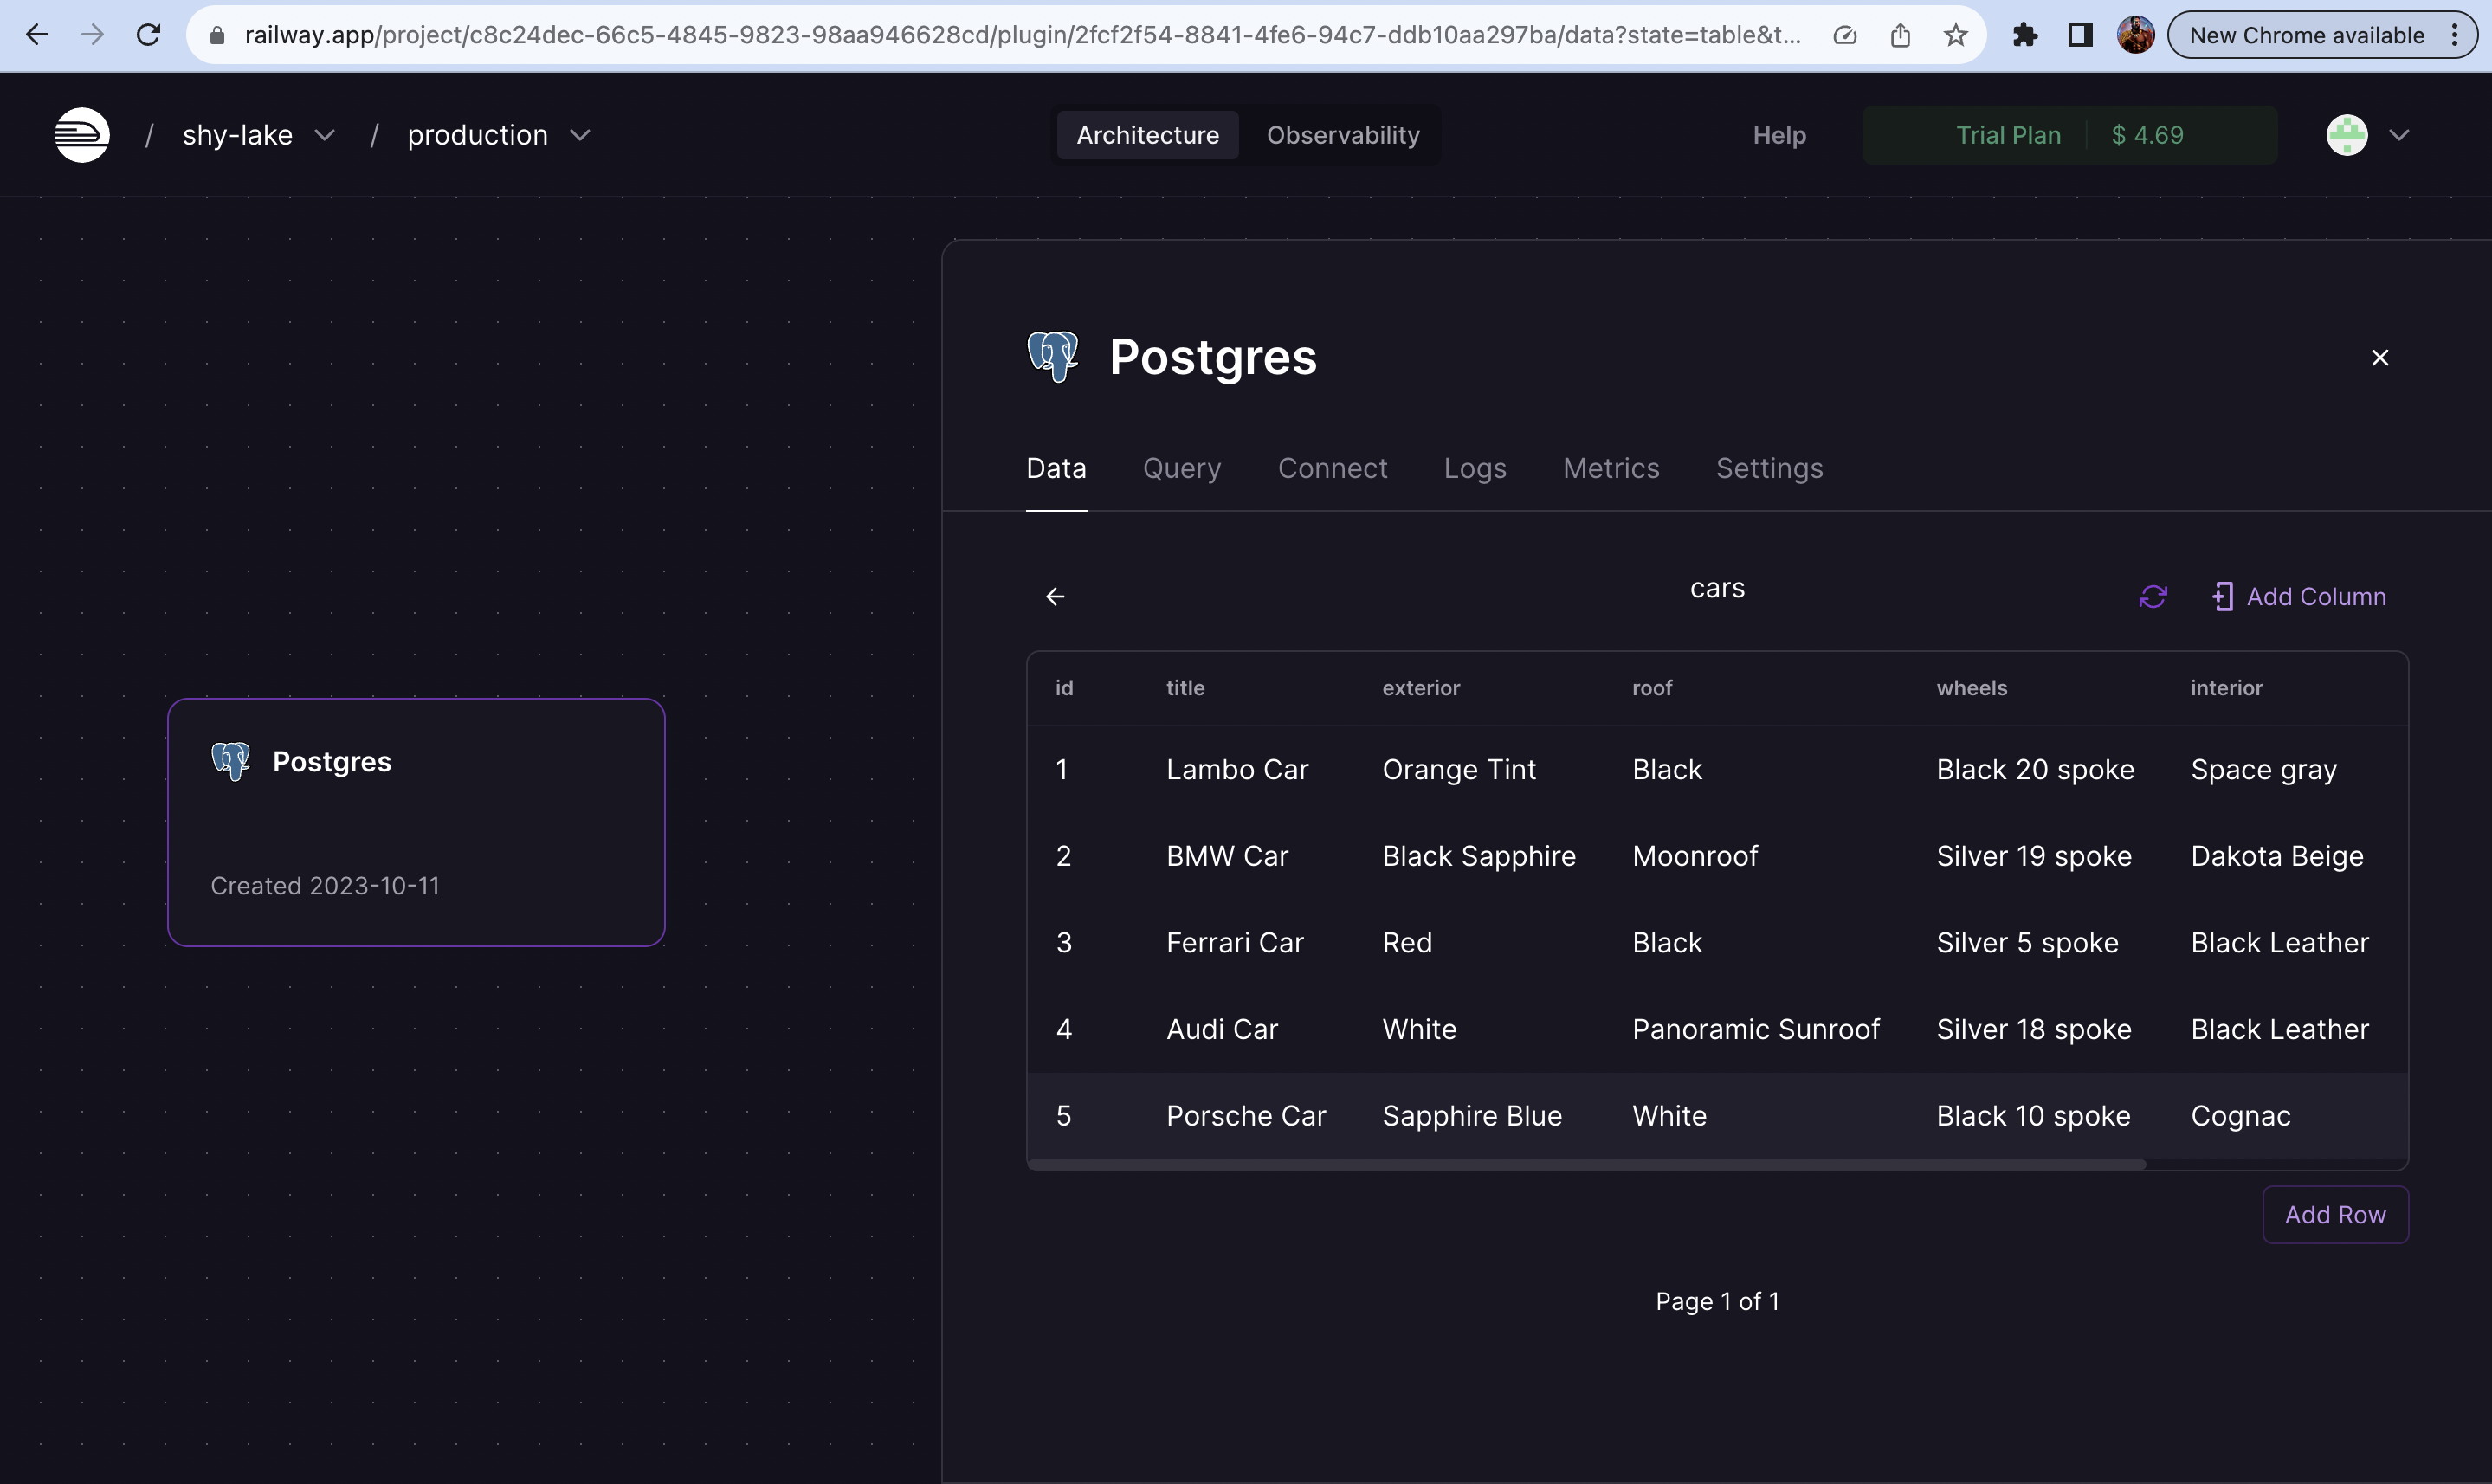 railway.app/project/c8c24dec-66c5-4845-9823-98aa946628cd/plugin/2fcf2f54-8841-4fe6-94c7-ddb10aa297ba/data?state=table&t... New Chrome available
/ shy-lake / production Architecture Observability Help Trial Plan $ 4.69
Postgres
Data Query Connect Logs Metrics Settings
cars Add Column
id title exterior roof wheels interior
1 Lambo Car Orange Tint Black Black 20 spoke Space gray
2 BMW Car Black Sapphire Moonroof Silver 19 spoke Dakota Beige
3 Ferrari Car Red Black Silver 5 spoke Black Leather
4 Audi Car White Panoramic Sunroof Silver 18 spoke Black Leather
5 Porsche Car Sapphire Blue White Black 10 spoke Cognac
Add Row
Page 1 of 1
Postgres
Created 2023-10-11